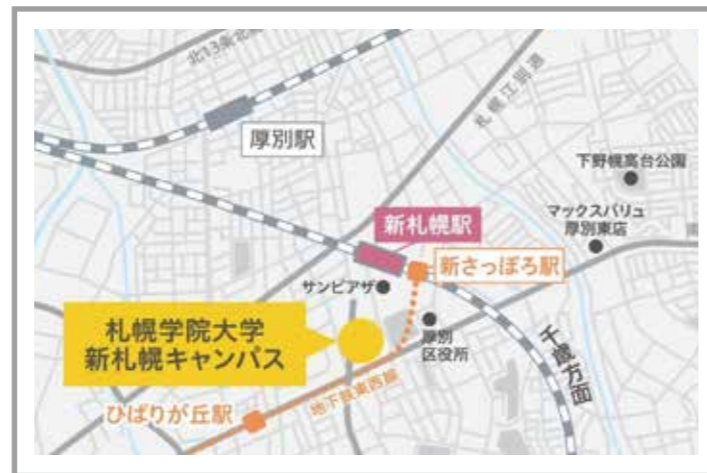 北13条北
厚別駅
札幌江別通
下野幌高台公園
新札幌駅
マックスバリュ
厚別東店
南
新さっぽろ駅
サンピアザ
札幌学院大学
新札幌キャンパス
厚別
区役所
千歳方面
地下鉄東西線
ひばりが丘駅